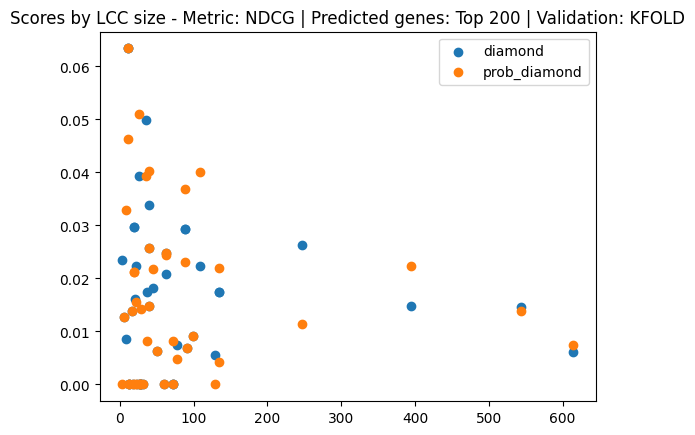 Scores by LCC size - Metric: NDCG | Predicted genes: Top 200 | Validation: KFOLD
diamond
prob_diamond
0.06
0.05
0.04
0.03
0.02
0.01
0.00
0 100 200 300 400 500 600